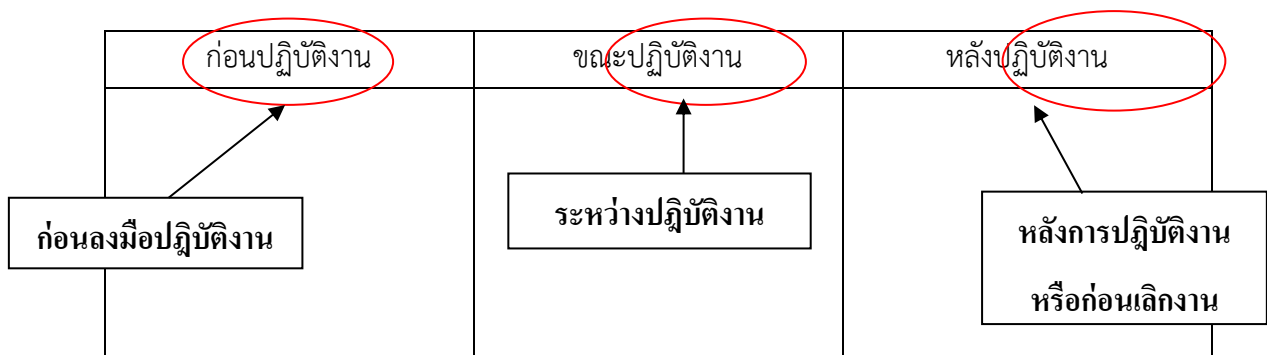 ก่อนปฏิบัติงาน
ขณะปฏิบัติงาน
หลังปฏิบัติงาน
ก่อนลงมือปฎิบัติงาน
ระหว่างปฎิบัติงาน
หลังการปฎิบัติงาน
หรือก่อนเลิกงาน